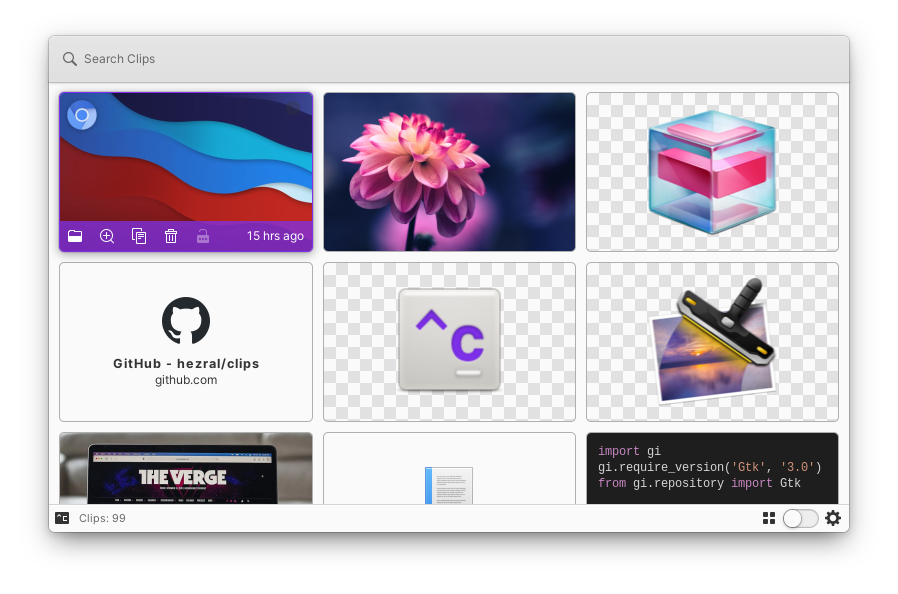 Search Clips
15 hrs ago
GitHub - hezral/clips
github.com
^c
THE VERGE
import gi
gi.require_version('Gtk', '3.0')
from gi.repository import Gtk
^C
Clips: 99